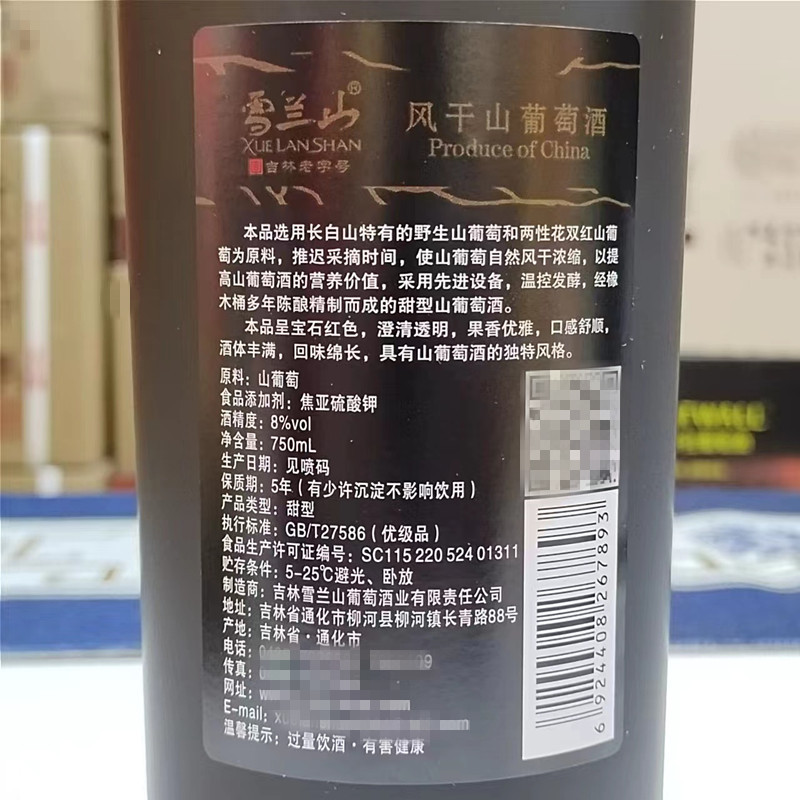 雪兰山®
XUE LAN SHAN
吉林老字号
风干山葡萄酒
Produce of China
本品选用长白山特有的野生山葡萄和两性花双红山葡
萄为原料，推迟采摘时间，使山葡萄自然风干浓缩，以提
高山葡萄酒的营养价值，采用先进设备，温控发酵，经橡
木桶多年陈酿精制而成的甜型山葡萄酒。
本品呈宝石红色，澄清透明，果香优雅，口感舒顺，
酒体丰满，回味绵长，具有山葡萄酒的独特风格。
原料：山葡萄
食品添加剂：焦亚硫酸钾
酒精度：8%vol
净含量：750mL
生产日期：见喷码
保质期：5年（有少许沉淀不影响饮用）
产品类型：甜型
执行标准：GB/T27586（优级品）
食品生产许可证编号：SC115 220 524 01311
贮存条件：5-25℃避光、卧放
制造商：吉林雪兰山葡萄酒业有限责任公司
地址：吉林省通化市柳河县柳河镇长青路88号
产地：吉林省·通化市
电话：
传真：
网址：
E-mail：
温馨提示：过量饮酒·有害健康
6 924408 267893